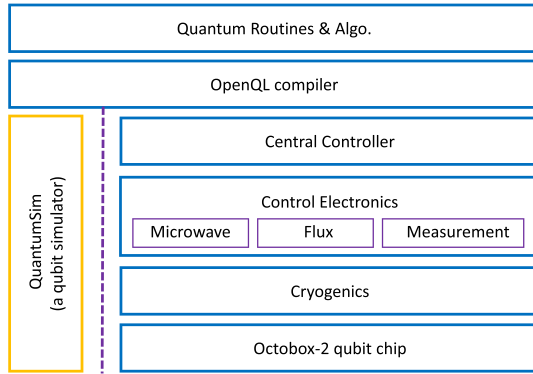 Quantum Routines & Algo.
OpenQL compiler
QuantumSim
(a qubit simulator)
Central Controller
Control Electronics
Microwave
Flux
Measurement
Cryogenics
Octobox-2 qubit chip